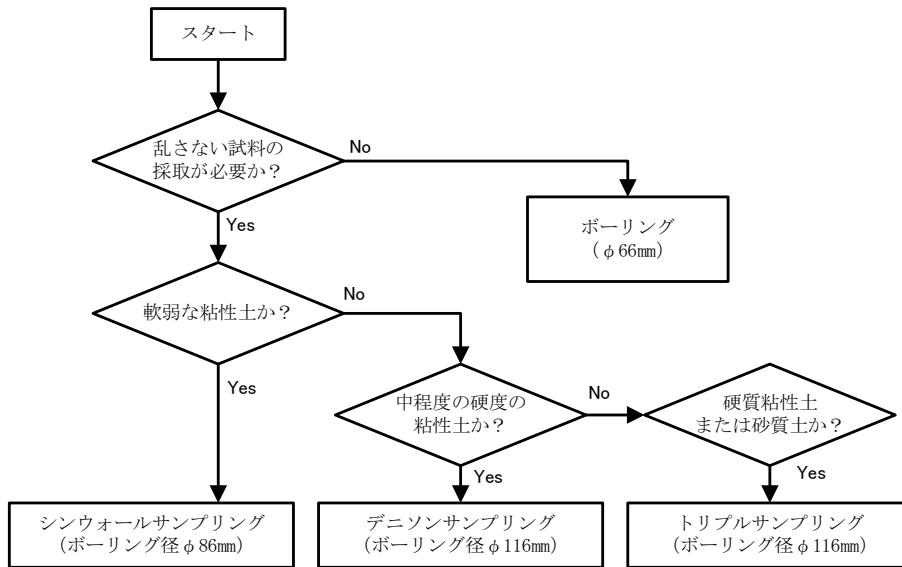 スタート
乱さない試料の
採取が必要か？
No
Yes
ボーリング
（φ66㎜）
軟弱な粘性土か？
No
Yes
中程度の硬度の
粘性土か？
No
Yes
硬質粘性土
または砂質土か？
Yes
シンウォールサンプリング
（ボーリング径φ86㎜）
デニソンサンプリング
（ボーリング径φ116㎜）
トリプルサンプリング
（ボーリング径φ116㎜）